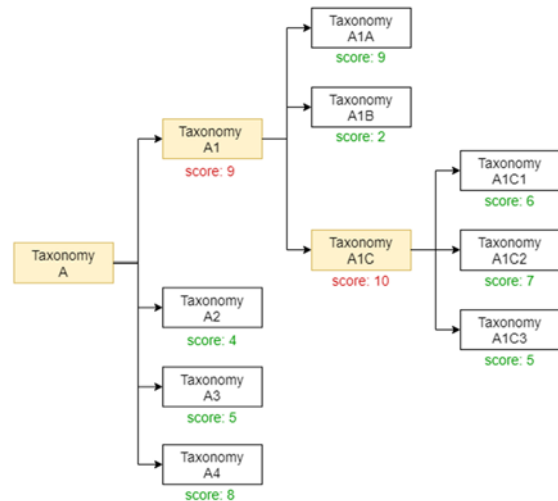 Taxonomy
A
Taxonomy
A1
score: 9
Taxonomy
A2
score: 4
Taxonomy
A3
score: 5
Taxonomy
A4
score: 8
Taxonomy
A1A
score: 9
Taxonomy
A1B
score: 2
Taxonomy
A1C
score: 10
Taxonomy
A1C1
score: 6
Taxonomy
A1C2
score: 7
Taxonomy
A1C3
score: 5